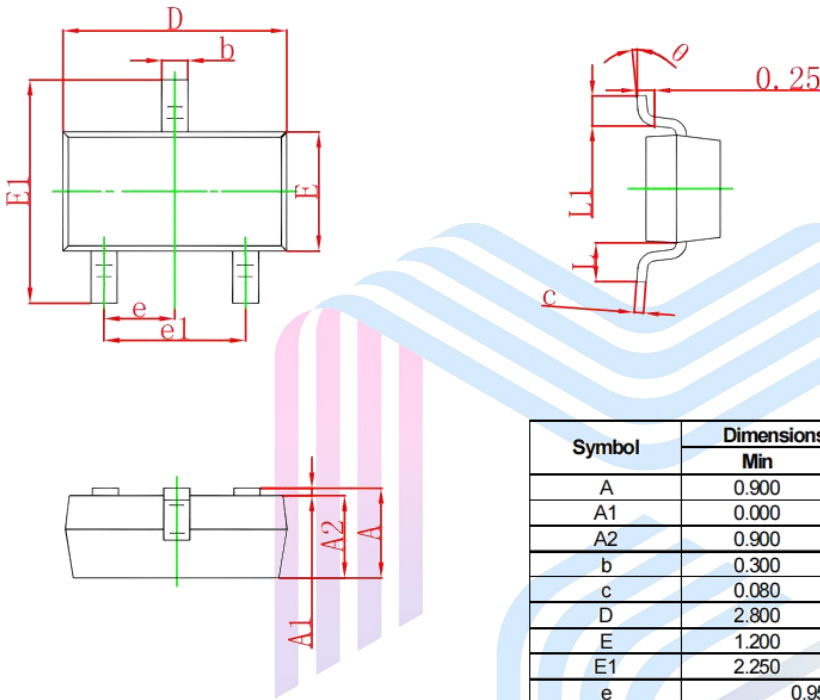 D
b
θ
0.25
E1
E
L1
L
c
e
e1
A2
A
A1
Symbol Dimensions
Min
A 0.900
A1 0.000
A2 0.900
b 0.300
c 0.080
D 2.800
E 1.200
E1 2.250
e